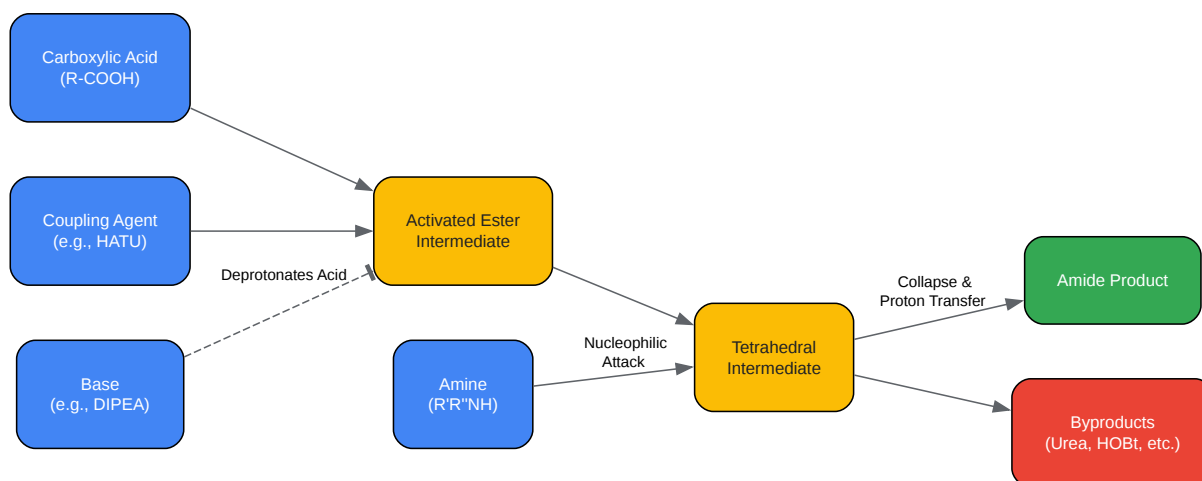 Carboxylic Acid
(R-COOH)
Coupling Agent
(e.g., HATU)
Deprotonates Acid
Base
(e.g., DIPEA)
Activated Ester
Intermediate
Amine
(R'R"NH)
Nucleophilic
Attack
Tetrahedral
Intermediate
Collapse &
Proton Transfer
Amide Product
Byproducts
(Urea, HOBt, etc.)